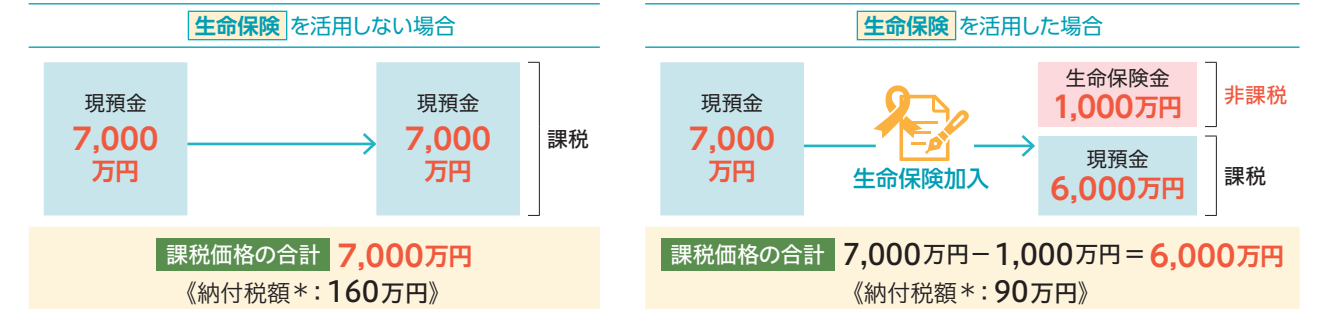 生命保険を活用しない場合
現預金
7,000
万円
現預金
7,000
万円
課税
課税価格の合計 7,000万円
《納付税額＊：160万円》
生命保険を活用した場合
現預金
7,000
万円
生命保険加入
生命保険金
1,000万円
非課税
現預金
6,000万円
課税
課税価格の合計 7,000万円－1,000万円＝6,000万円
《納付税額＊：90万円》